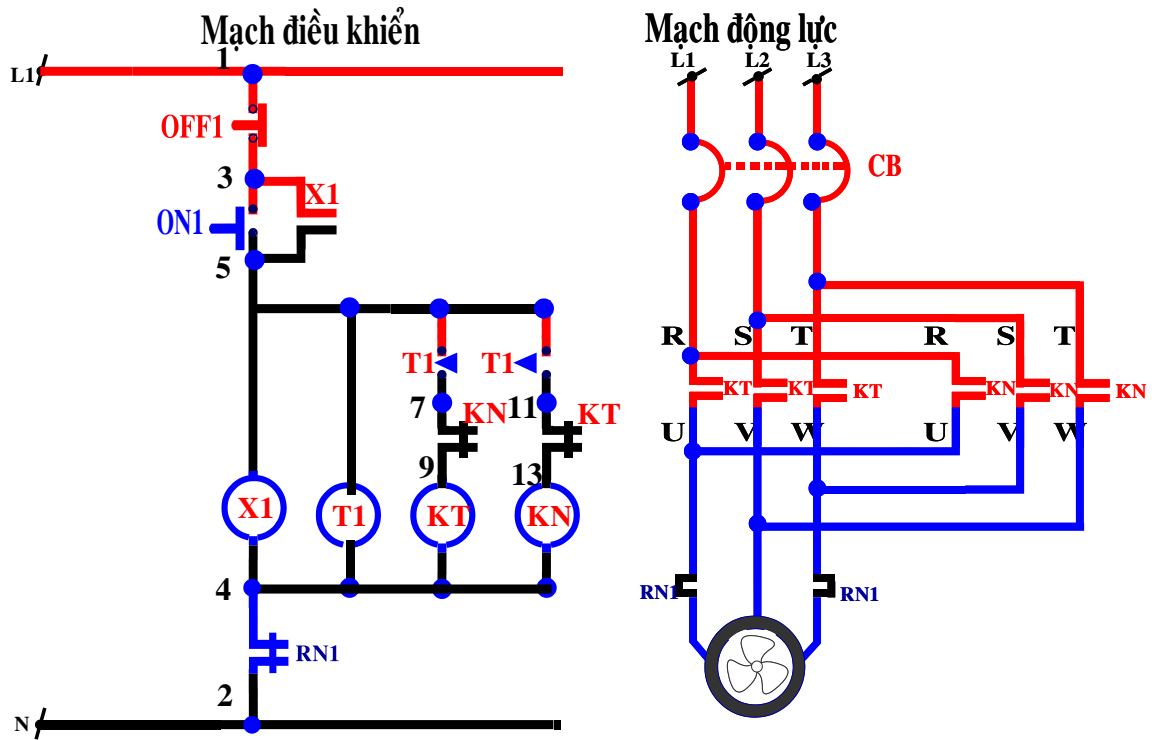 Mạch điều khiển
1
L1
OFF1
3
X1
ON1
5
T1
T1
7
KN
11
KT
9
13
X1
T1
KT
KN
4
RN1
2
N
Mạch động lực
L1 L2 L3
CB
R S T R S T
KT KT KT KN KN KN
U V W U V W
RN1 RN1